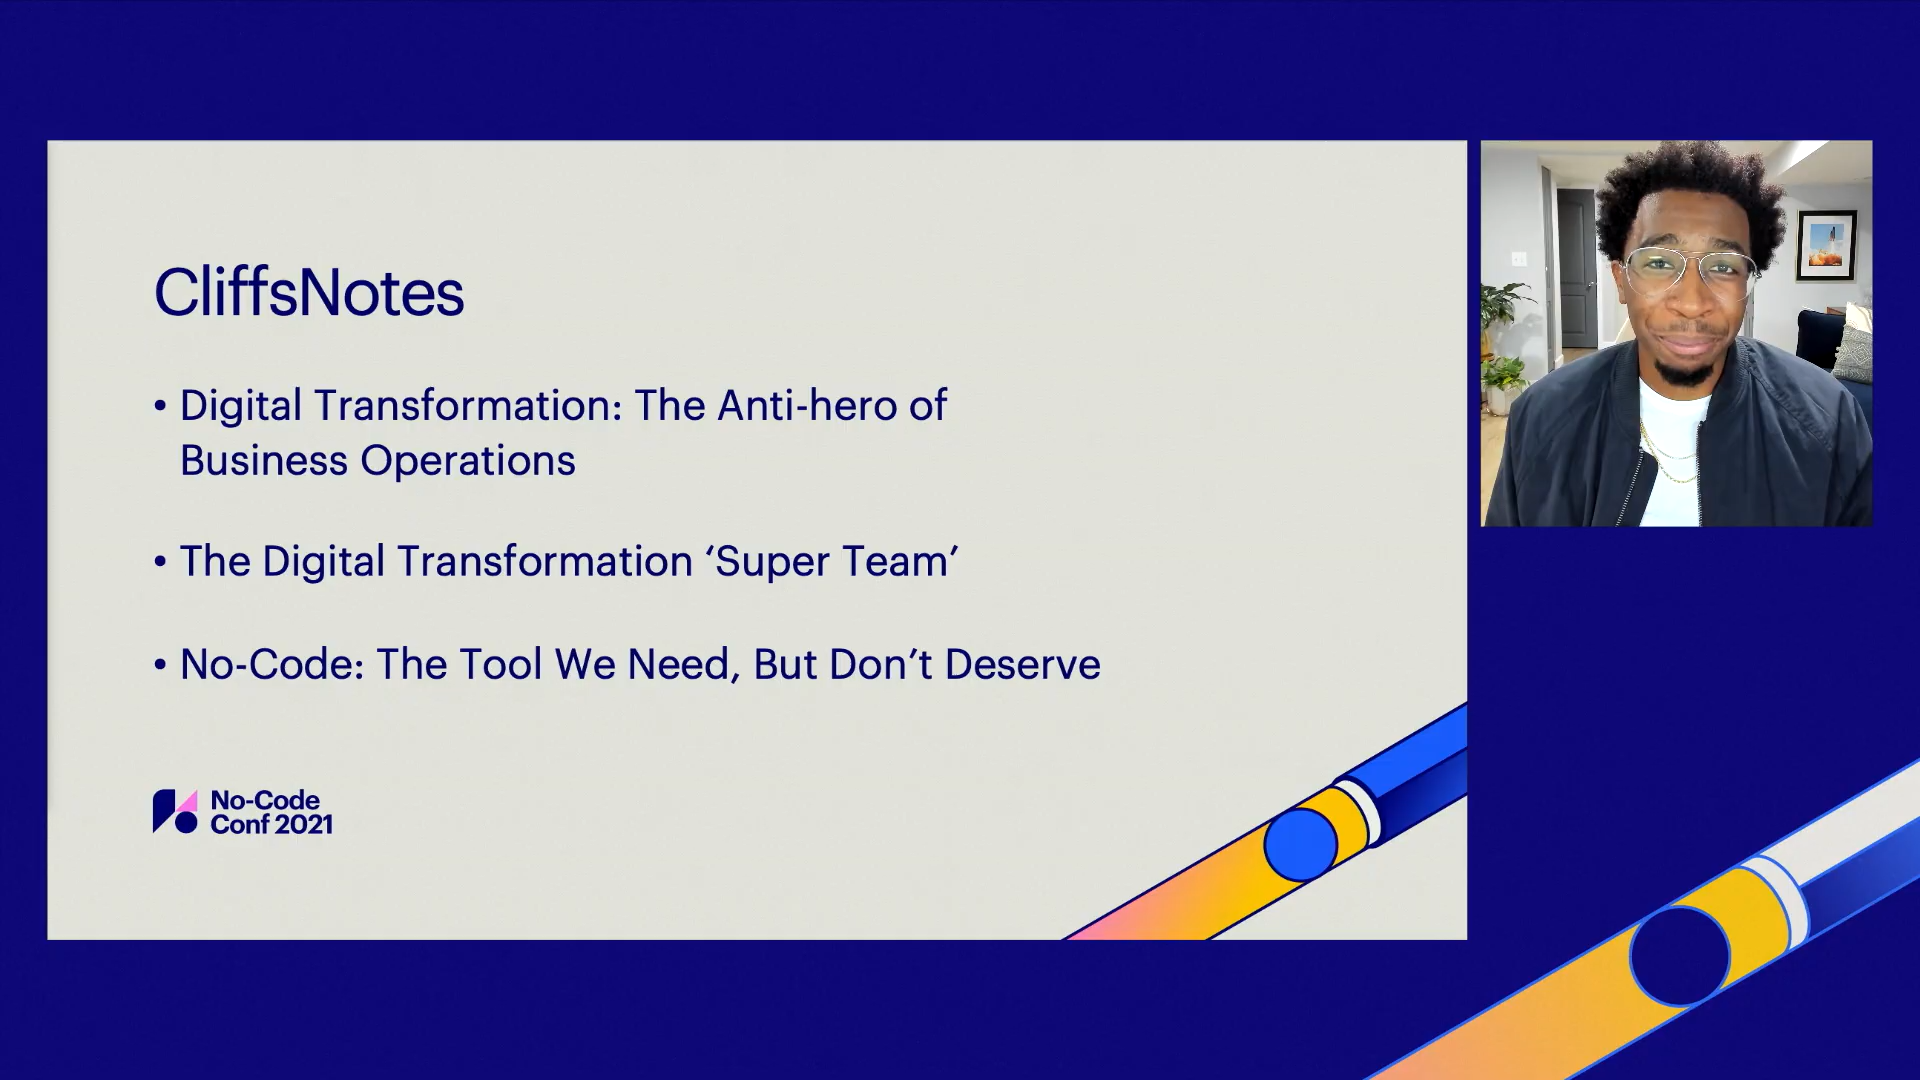 CliffsNotes
• Digital Transformation: The Anti-hero of
Business Operations
• The Digital Transformation ‘Super Team’
• No-Code: The Tool We Need, But Don’t Deserve
No-Code
Conf 2021